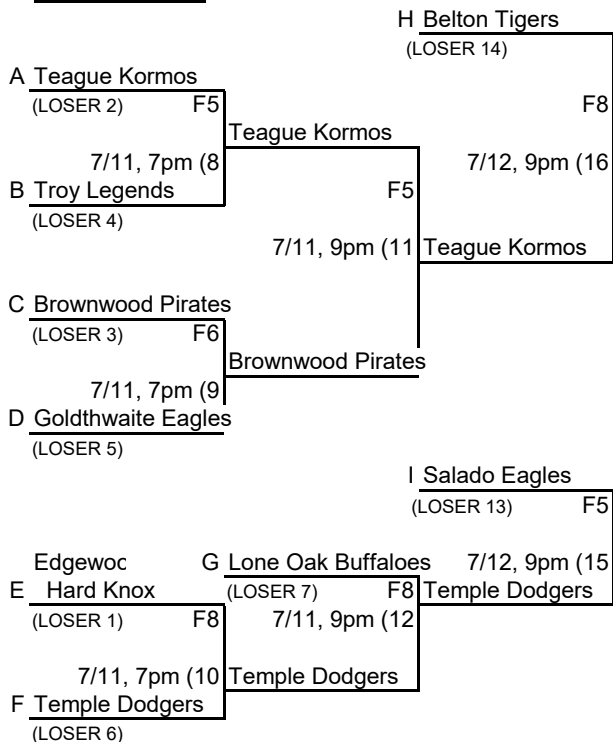 H Belton Tigers
(LOSER 14)
A Teague Kormos
(LOSER 2) F5 F8
Teague Kormos
7/11, 7pm (8 7/12, 9pm (16
B Troy Legends F5
(LOSER 4)
7/11, 9pm (11 Teague Kormos
C Brownwood Pirates
(LOSER 3) F6
Brownwood Pirates
7/11, 7pm (9
D Goldthwaite Eagles
(LOSER 5)
I Salado Eagles
(LOSER 13) F5
Edgewoc G Lone Oak Buffaloes 7/12, 9pm (15
E Hard Knox (LOSER 7) F8 Temple Dodgers
(LOSER 1) F8 7/11, 9pm (12
7/11, 7pm (10 Temple Dodgers
F Temple Dodgers
(LOSER 6)